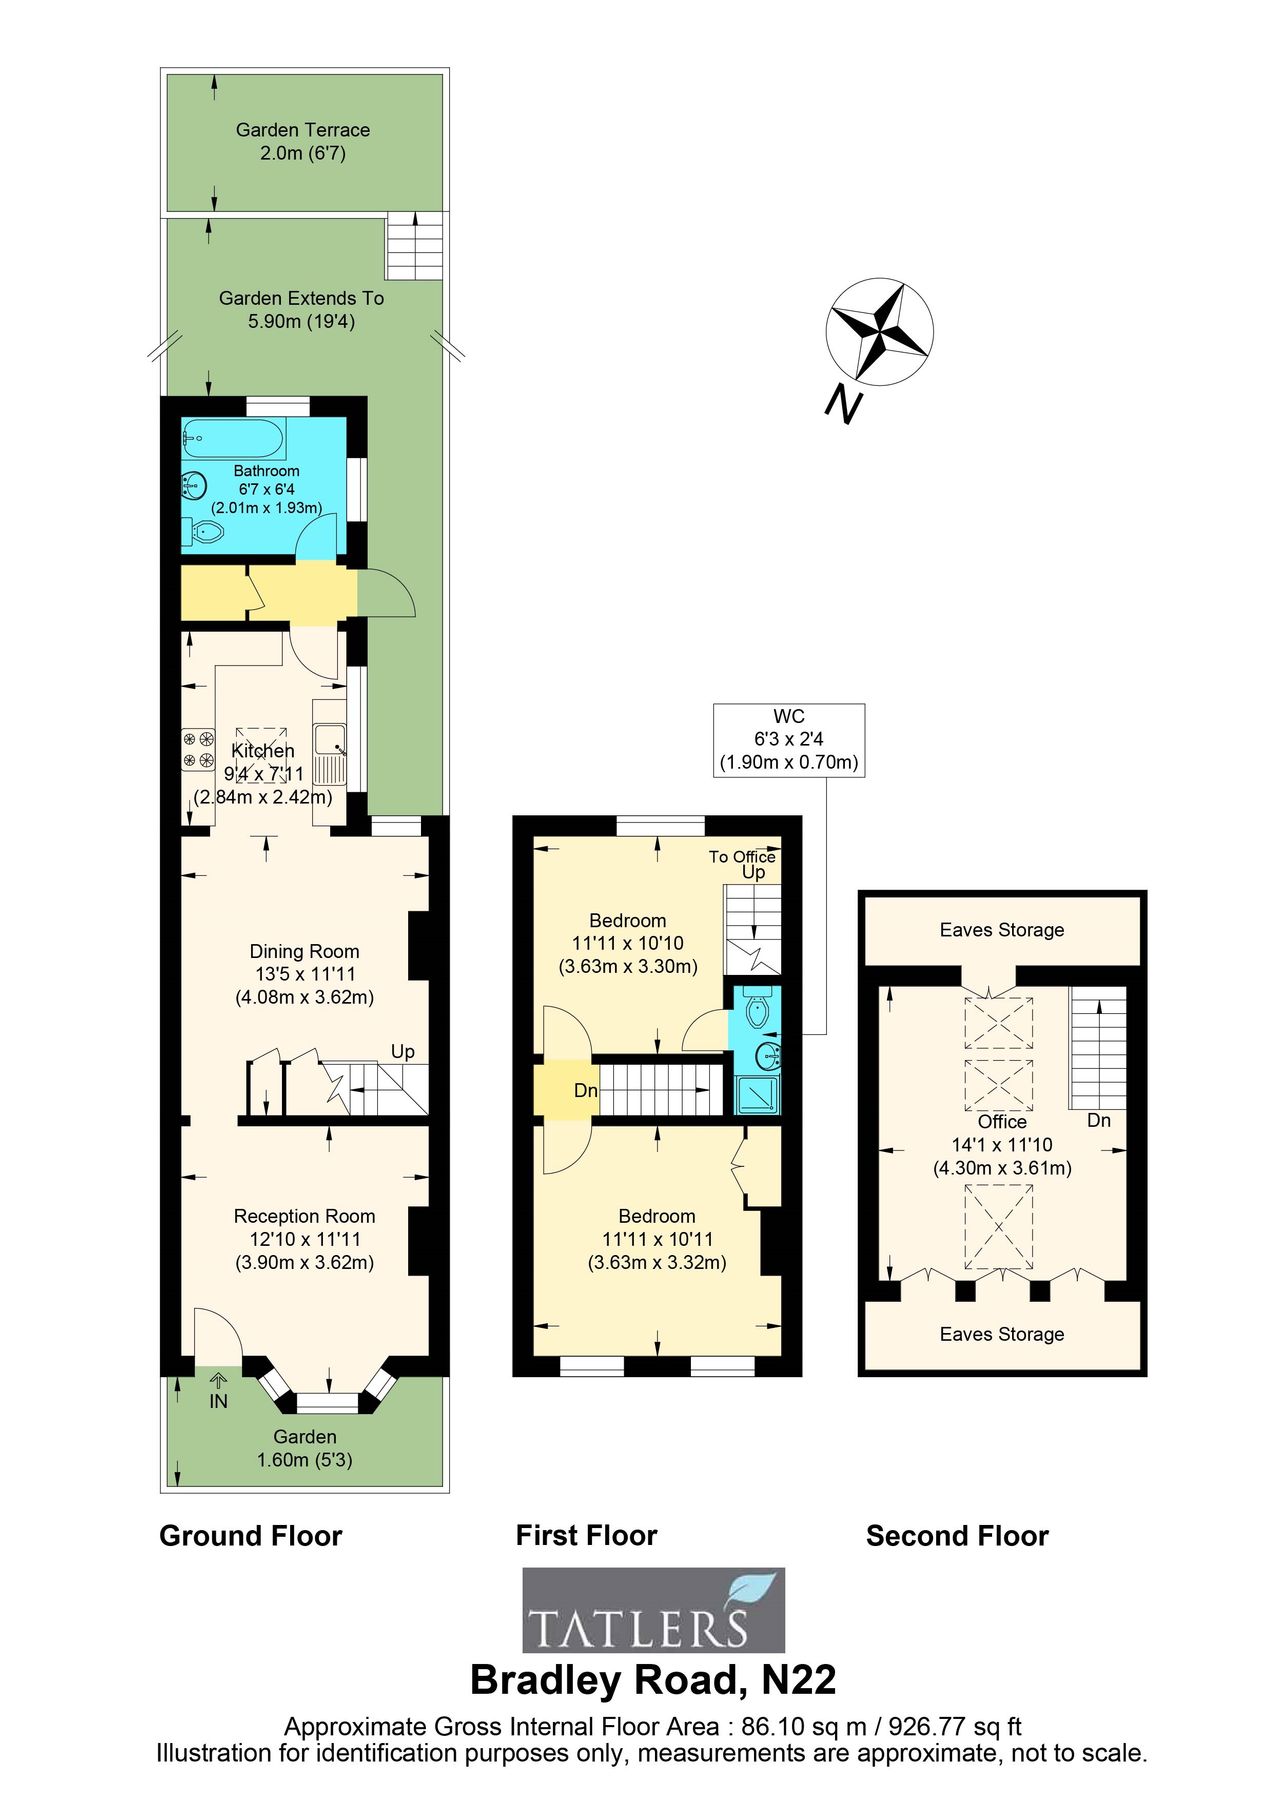 Garden Terrace
2.0m (6'7)
Garden Extends To
5.90m (19'4)
N
Bathroom
6'7 x 6'4
(2.01m x 1.93m)
Kitchen
9'4 x 7'11
(2.84m x 2.42m)
WC
6'3 x 2'4
(1.90m x 0.70m)
Dining Room
13'5 x 11'11
(4.08m x 3.62m)
Up
Reception Room
12'10 x 11'11
(3.90m x 3.62m)
IN
Garden
1.60m (5'3)
To Office
Up
Bedroom
11'11 x 10'10
(3.63m x 3.30m)
Dn
Bedroom
11'11 x 10'11
(3.63m x 3.32m)
Eaves Storage
Office
14'1 x 11'10
(4.30m x 3.61m)
Dn
Eaves Storage
Ground Floor
First Floor
Second Floor
TATLERS
Bradley Road, N22
Approximate Gross Internal Floor Area : 86.10 sq m / 926.77 sq ft
Illustration for identification purposes only, measurements are approximate, not to scale.